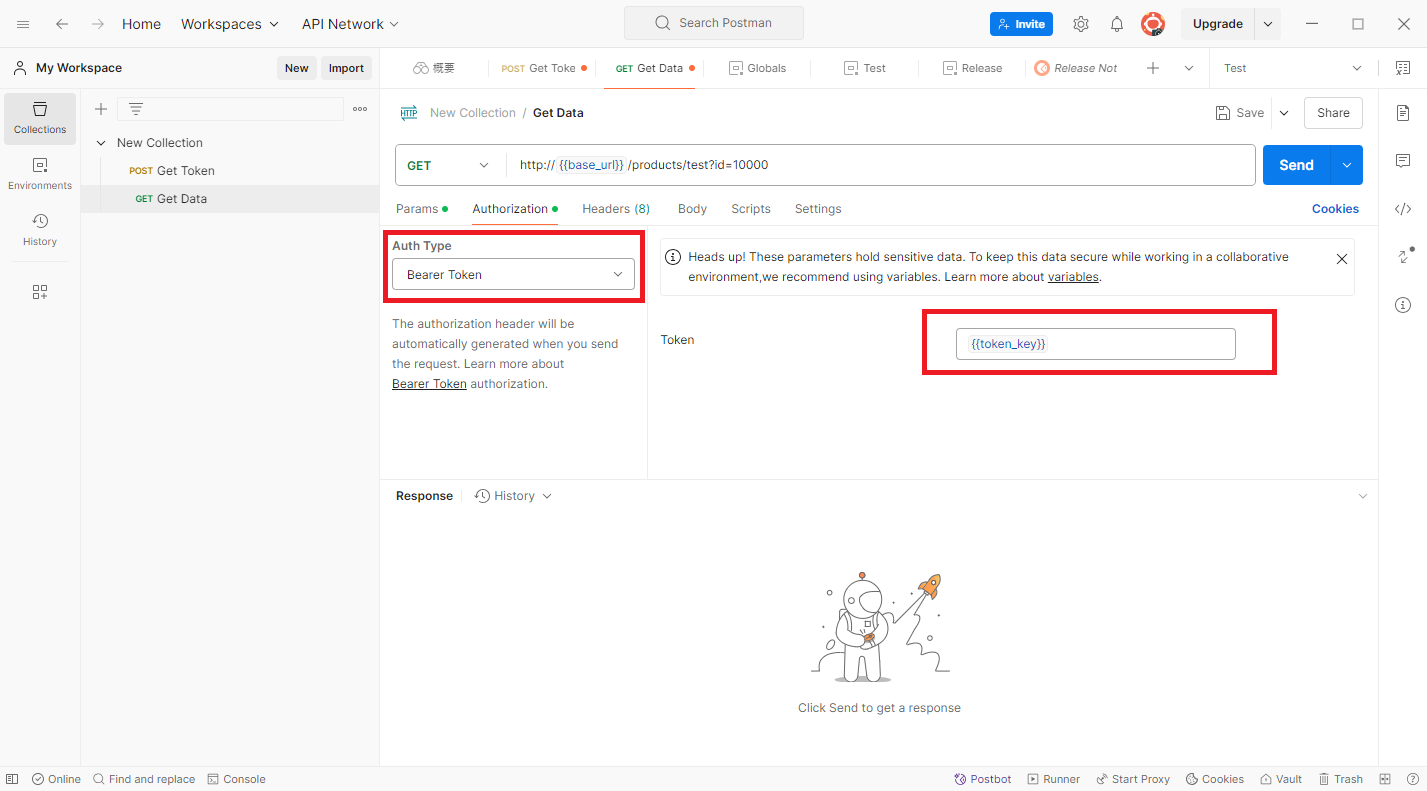 Home Workspaces API Network Search Postman Invite Upgrade
My Workspace New Import 概要 POST Get Toke GET Get Data Globals Test Release Release Not Test
Collections
Environments
History
New Collection
POST Get Token
GET Get Data
HTTP New Collection / Get Data Save Share
GET http:// {{base_url}} /products/test?id=10000 Send
Params Authorization Headers (8) Body Scripts Settings Cookies
Auth Type
Bearer Token
The authorization header will be
automatically generated when you send
the request. Learn more about
Bearer Token authorization.
Heads up! These parameters hold sensitive data. To keep this data secure while working in a collaborative
environment,we recommend using variables. Learn more about variables.
Token {{token_key}}
Response History
Click Send to get a response
Online Find and replace Console Postbot Runner Start Proxy Cookies Vault Trash